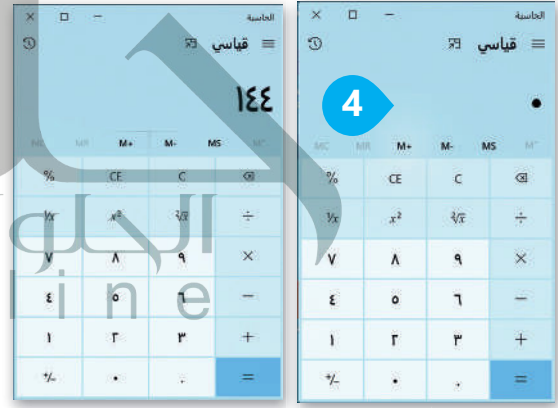 الحاسبة
قياسي
١٤٤
MC MR M+ M- MS M˅
% CE C
¹/x x² ²√x ÷
٧ ٨ ٩ ×
٤ ٥ ٦ −
١ ٢ ٣ +
+/- ٠ . =
الحاسبة
قياسي
4
٠
MC MR M+ M- MS M˅
% CE C
¹/x x² ²√x ÷
٧ ٨ ٩ ×
٤ ٥ ٦ −
١ ٢ ٣ +
+/- ٠ . =
line